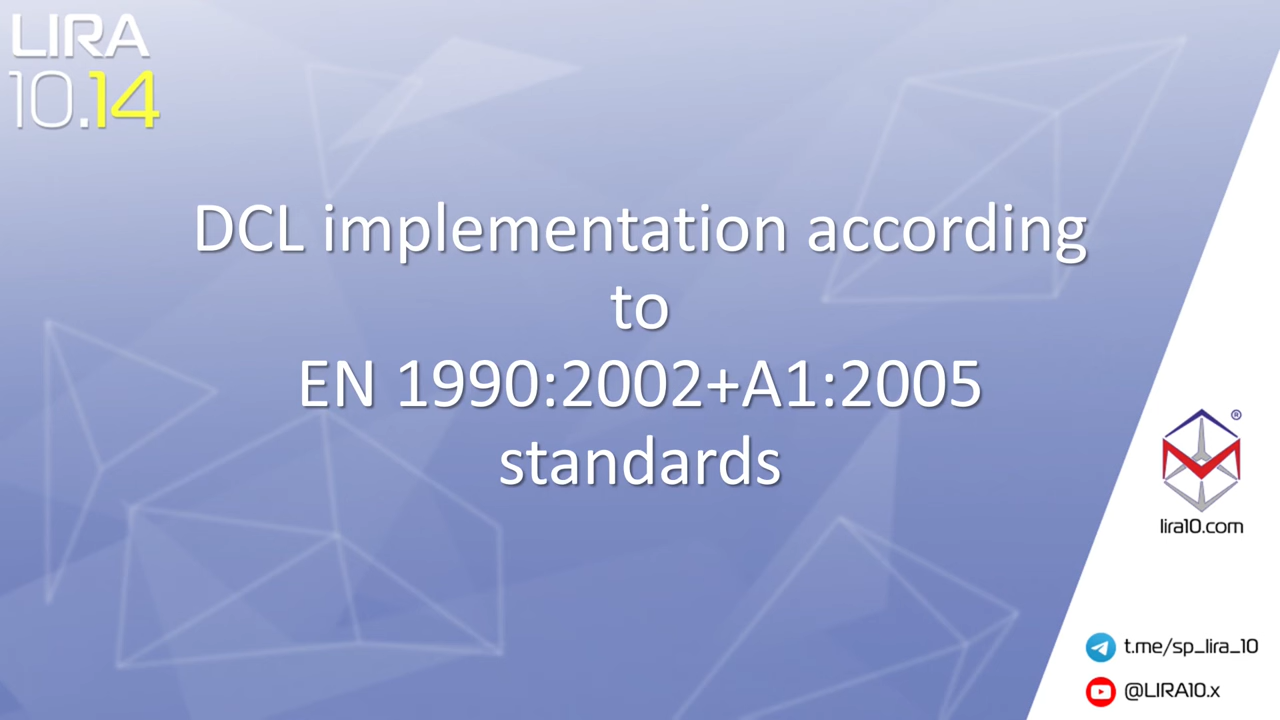 LIRA
10.14
DCL implementation according
to
EN 1990:2002+A1:2005
standards
®
lira10.com
t.me/sp_lira_10
@LIRA10.x